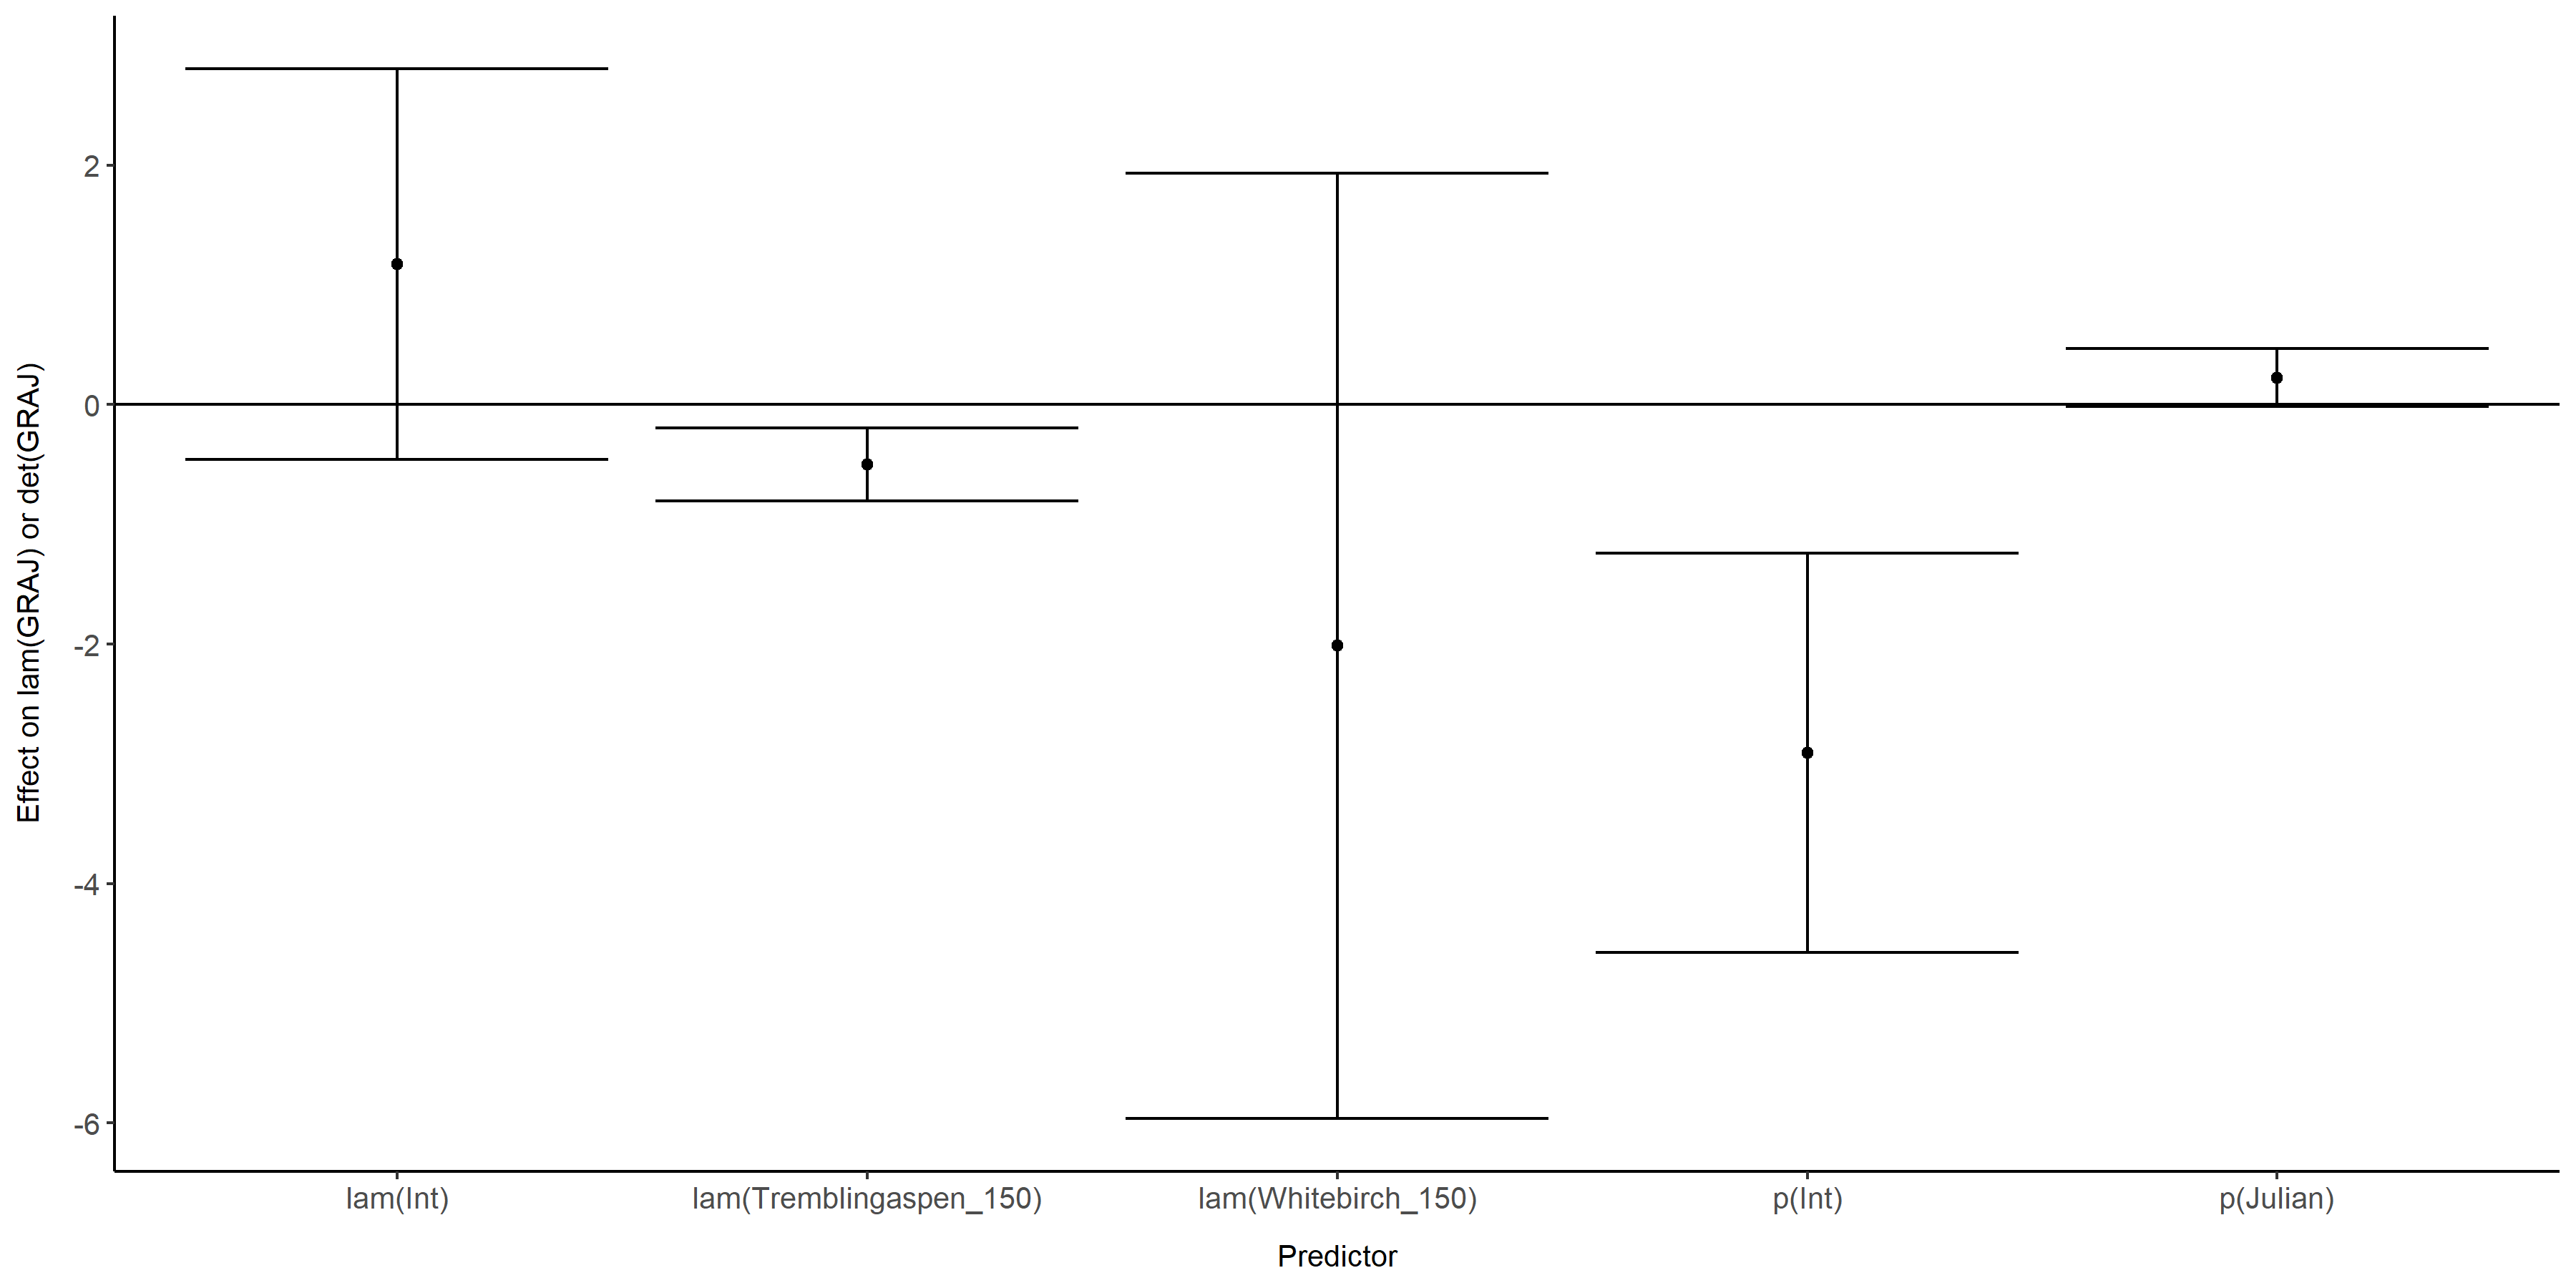 Effect on lam(GRAJ) or det(GRAJ)
2
0
-2
-4
-6
lam(Int) lam(Tremblingaspen_150) lam(Whitebirch_150) p(Int) p(Julian)
Predictor